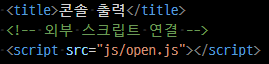 <title>콘솔 출력</title>
<!-- 외부 스크립트 연결 -->
<script src="js/open.js"></script>